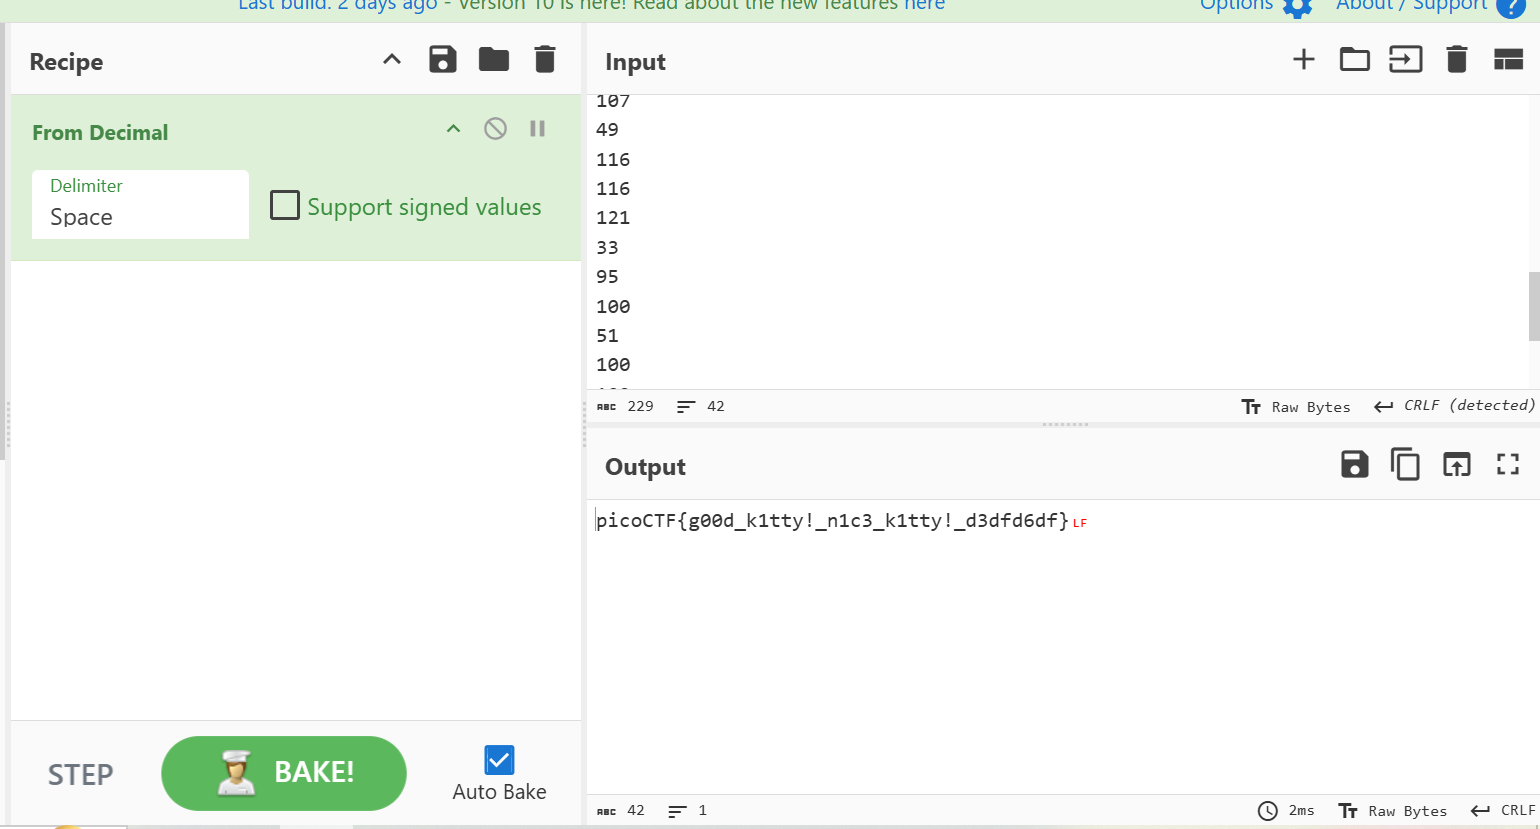 Last build: 2 days ago - Version 10 is here! Read about the new features here
Options
About / Support
?
Recipe
From Decimal
Delimiter
Space
Support signed values
STEP
BAKE!
Auto Bake
Input
107
49
116
116
121
33
95
100
51
100
ABC 229 42
Tт Raw Bytes
CRLF (detected)
Output
picoCTF{g00d_k1tty!_n1c3_k1tty!_d3dfd6df}LF
ABC 42 1
2ms
Tт Raw Bytes
CRLF